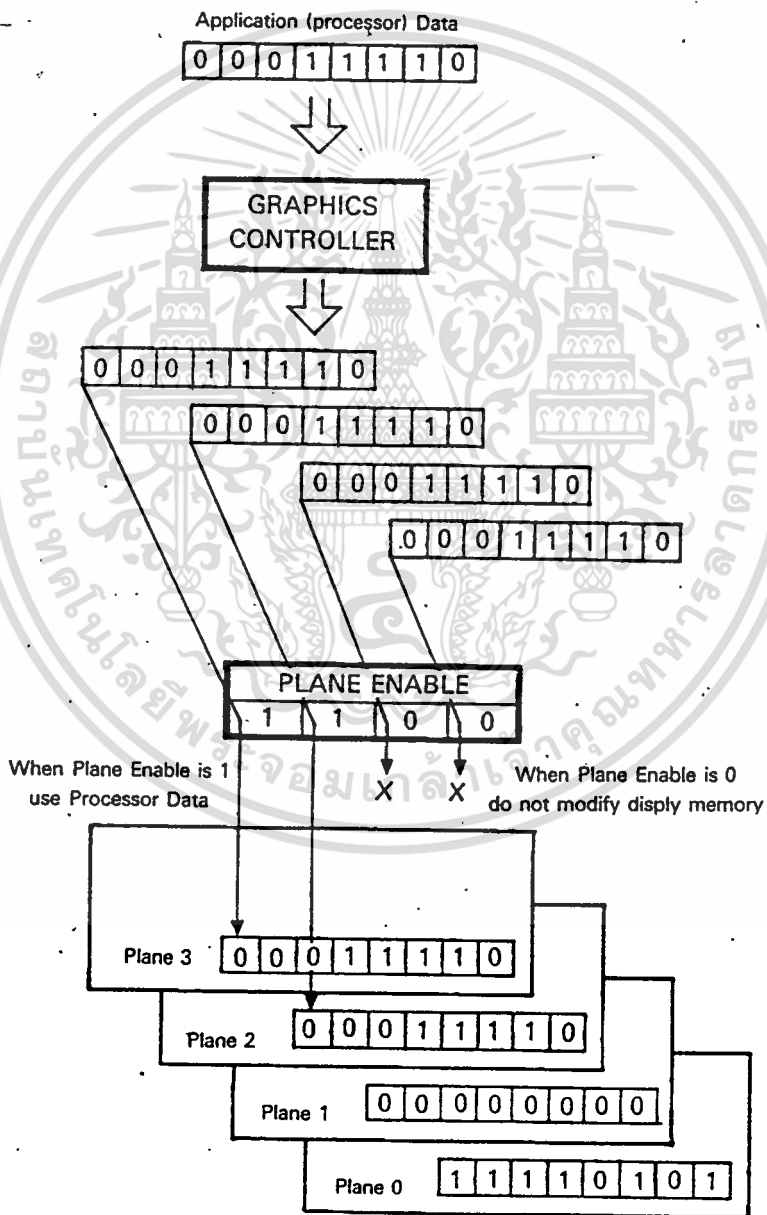 Application (processor) Data
0 0 0 1 1 1 1 0
GRAPHICS
CONTROLLER
0 0 0 1 1 1 1 0
0 0 0 1 1 1 1 0
0 0 0 1 1 1 1 0
0 0 0 1 1 1 1 0
PLANE ENABLE
1 1 0 0
When Plane Enable is 1
use Processor Data
X X
When Plane Enable is 0
do not modify disply memory
Plane 3 0 0 0 1 1 1 1 0
Plane 2 0 0 0 1 1 1 1 0
Plane 1 0 0 0 0 0 0 0 0
Plane 0 1 1 1 1 0 1 0 1